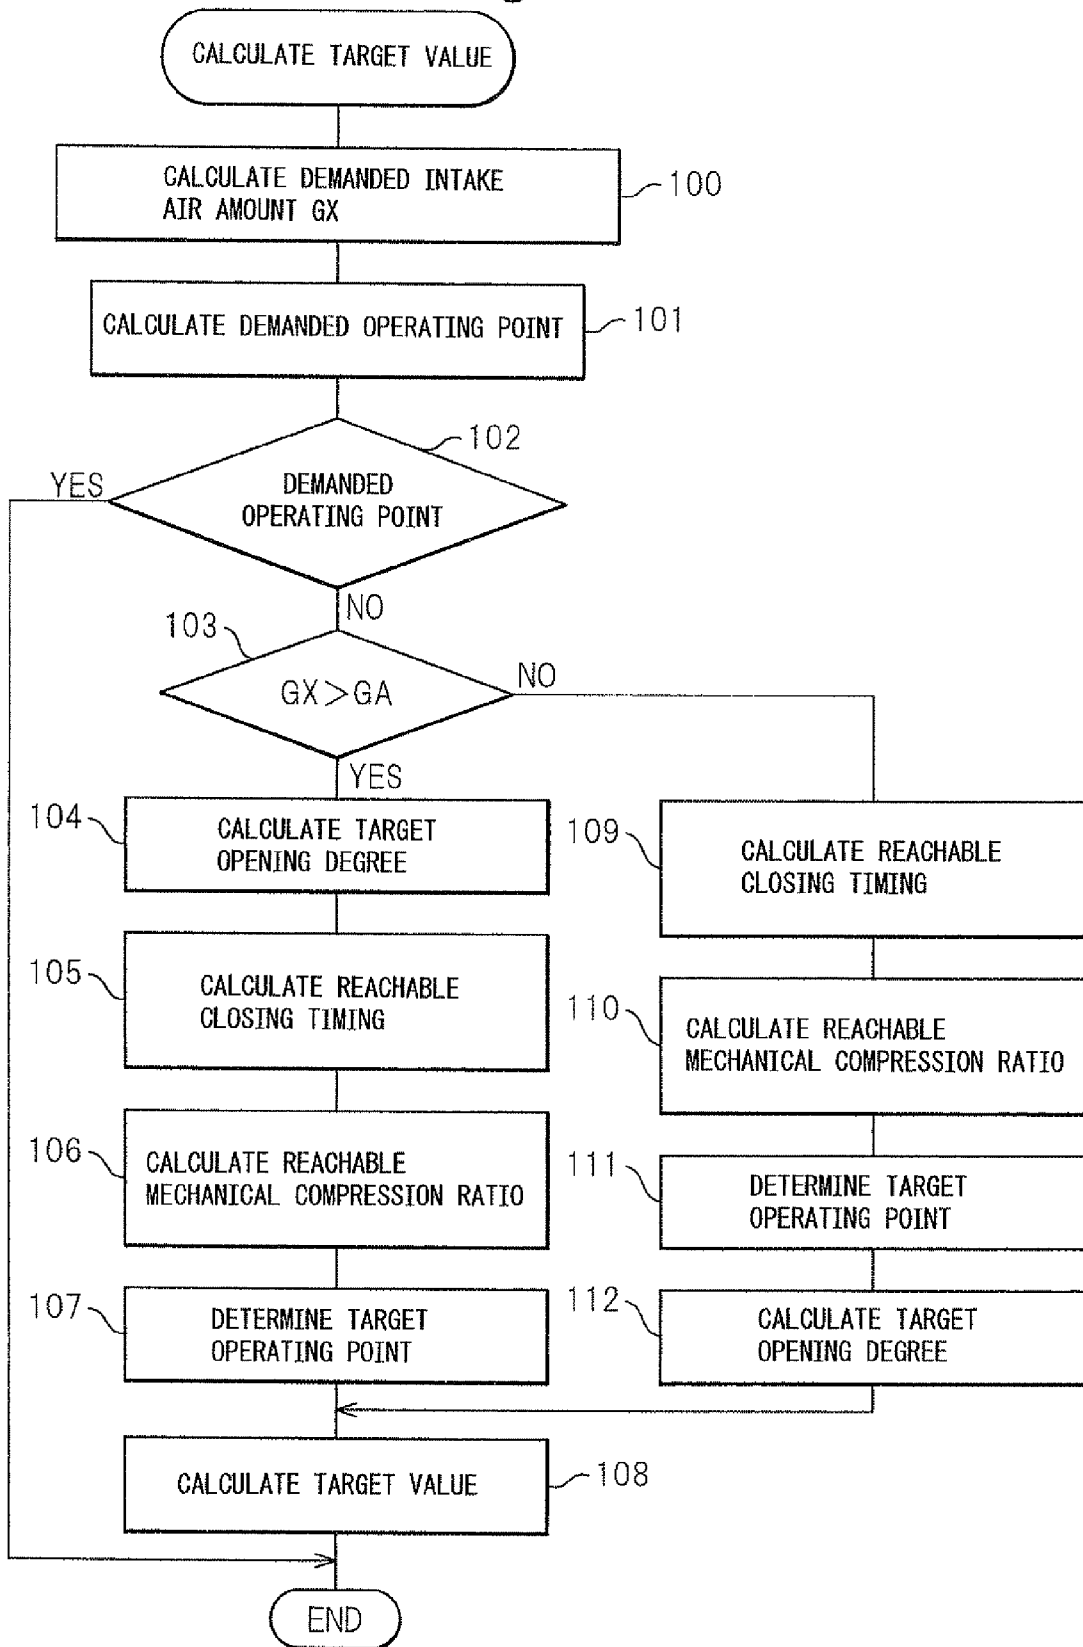 CALCULATE TARGET VALUE
CALCULATE DEMANDED INTAKE
AIR AMOUNT GX
100
CALCULATE DEMANDED OPERATING POINT
101
102
YES
DEMANDED
OPERATING POINT
NO
103
GX>GA
NO
YES
104
CALCULATE TARGET
OPENING DEGREE
105
CALCULATE REACHABLE
CLOSING TIMING
106
CALCULATE REACHABLE
MECHANICAL COMPRESSION RATIO
107
DETERMINE TARGET
OPERATING POINT
109
CALCULATE REACHABLE
CLOSING TIMING
110
CALCULATE REACHABLE
MECHANICAL COMPRESSION RATIO
111
DETERMINE TARGET
OPERATING POINT
112
CALCULATE TARGET
OPENING DEGREE
CALCULATE TARGET VALUE
108
END